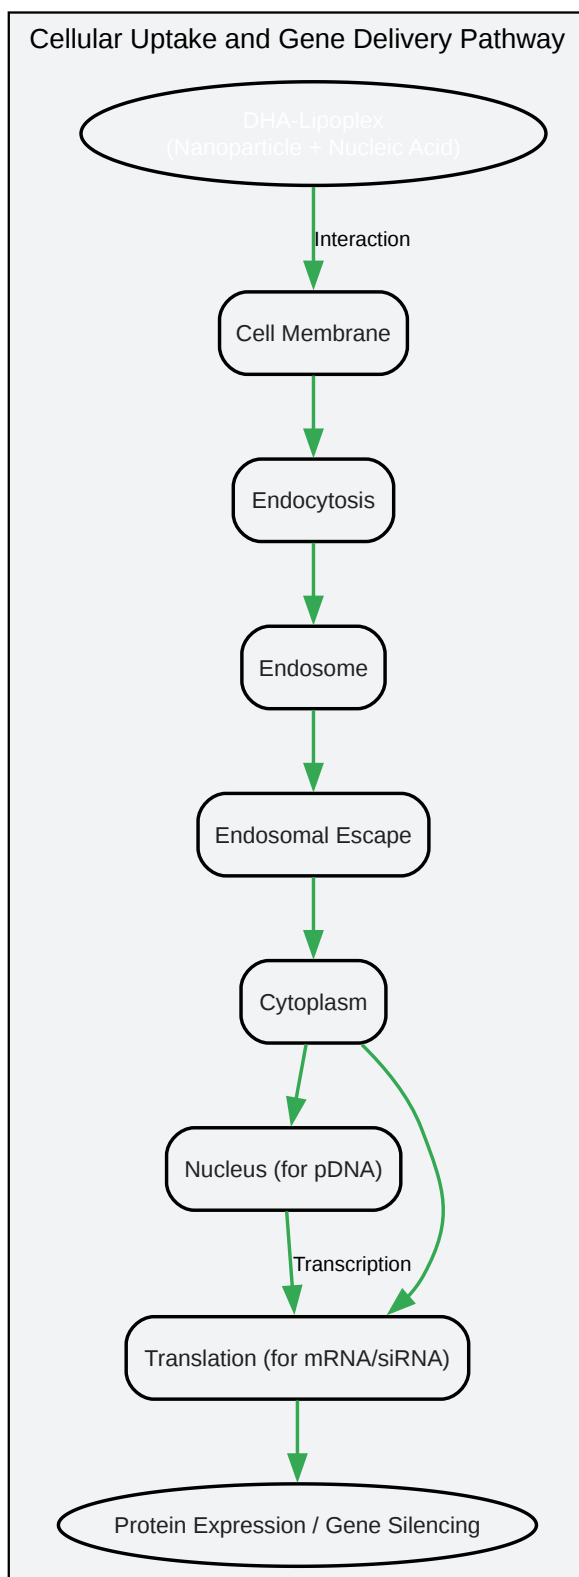 Cellular Uptake and Gene Delivery Pathway
DHA-Lipoplex
(Nanoparticle + Nucleic Acid)
Interaction
Cell Membrane
Endocytosis
Endosome
Endosomal Escape
Cytoplasm
Nucleus (for pDNA)
Transcription
Translation (for mRNA/siRNA)
Protein Expression / Gene Silencing